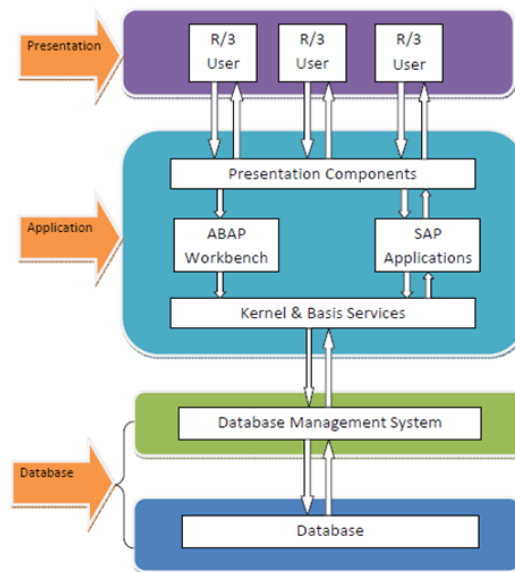 Presentation
R/3
User
R/3
User
R/3
User
Presentation Components
Application
ABAP
Workbench
SAP
Applications
Kernel & Basis Services
Database Management System
Database
Database